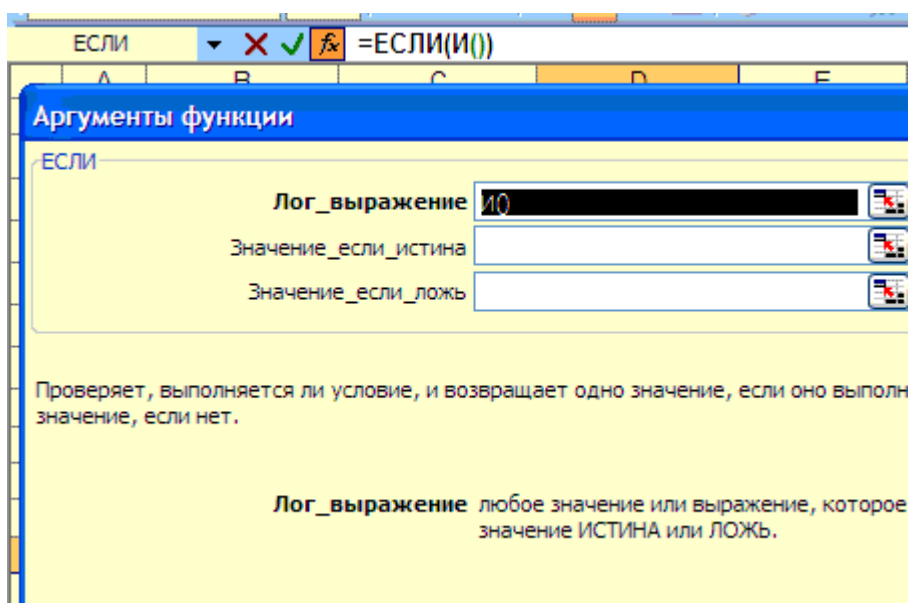 ЕСЛИ =ЕСЛИ(И())
A B C D E
Аргументы функции
ЕСЛИ
Лог_выражение И()
Значение_если_истина
Значение_если_ложь
Проверяет, выполняется ли условие, и возвращает одно значение, если оно выполн
значение, если нет.
Лог_выражение любое значение или выражение, которое
значение ИСТИНА или ЛОЖЬ.